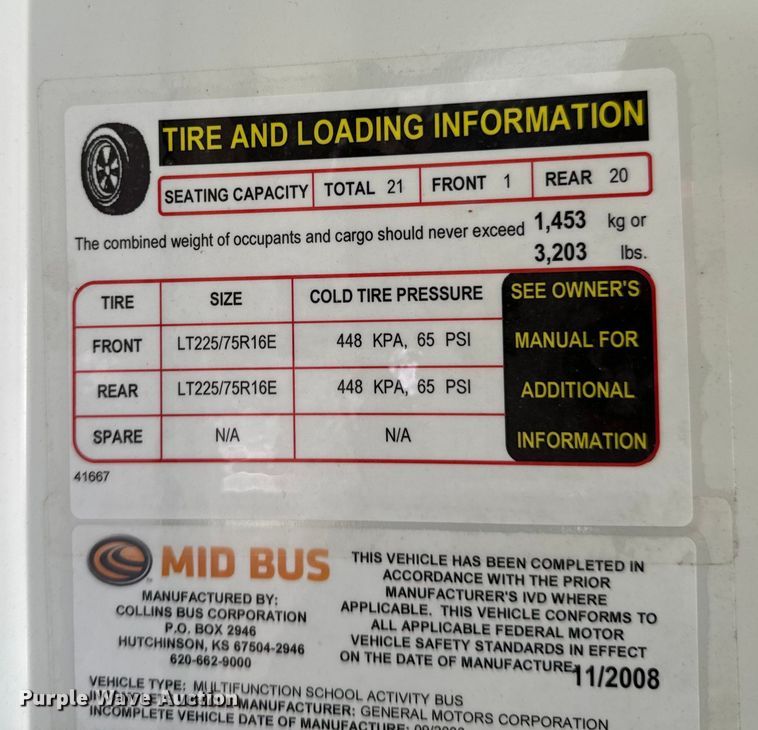 TIRE AND LOADING INFORMATION
SEATING CAPACITY TOTAL 21 FRONT 1 REAR 20
The combined weight of occupants and cargo should never exceed 1,453 kg or
3,203 lbs.
TIRE SIZE COLD TIRE PRESSURE SEE OWNER'S
FRONT LT225/75R16E 448 KPA, 65 PSI MANUAL FOR
REAR LT225/75R16E 448 KPA, 65 PSI ADDITIONAL
SPARE N/A N/A INFORMATION
41667
MID BUS
MANUFACTURED BY:
COLLINS BUS CORPORATION
P.O. BOX 2946
HUTCHINSON, KS 67504-2946
620-662-9000
THIS VEHICLE HAS BEEN COMPLETED IN
ACCORDANCE WITH THE PRIOR
MANUFACTURER'S IVD WHERE
APPLICABLE. THIS VEHICLE CONFORMS TO
ALL APPLICABLE FEDERAL MOTOR
VEHICLE SAFETY STANDARDS IN EFFECT
ON THE DATE OF MANUFACTURE:
11/2008
VEHICLE TYPE: MULTIFUNCTION SCHOOL ACTIVITY BUS
MANUFACTURER: GENERAL MOTORS CORPORATION
INCOMPLETE VEHICLE DATE OF MANUFACTURE:
Purple Wave Auction